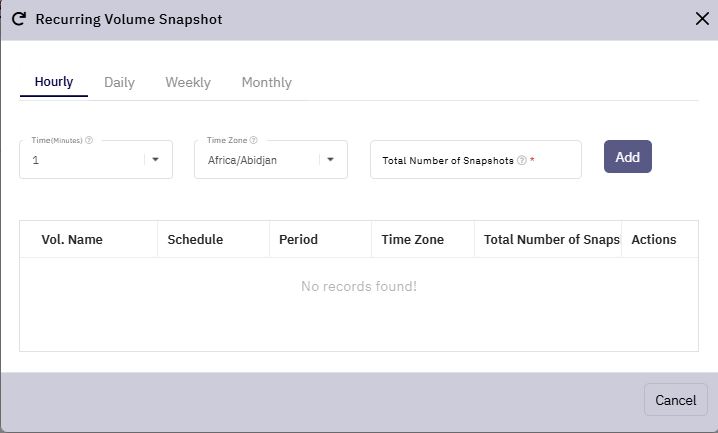 Recurring Volume Snapshot
Hourly Daily Weekly Monthly
Time(Minutes) Time Zone
1 Africa/Abidjan Total Number of Snapshots * Add
Vol. Name Schedule Period Time Zone Total Number of Snaps Actions
No records found!
Cancel